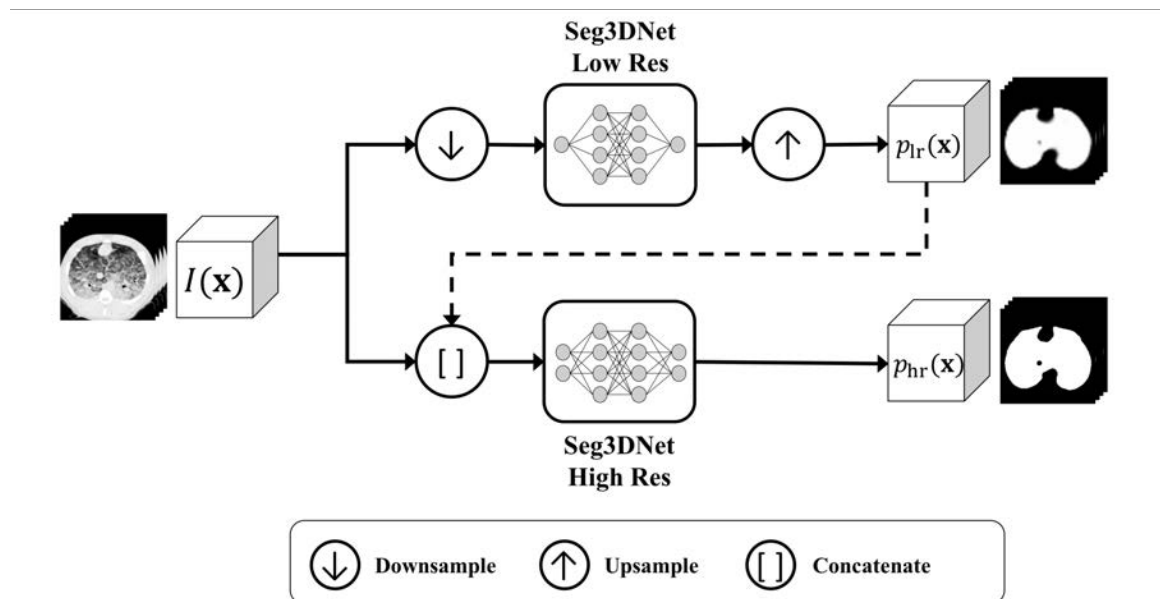 Seg3DNet
Low Res
↓
↑
p_lr(x)
I(x)
[ ]
p_hr(x)
Seg3DNet
High Res
↓ Downsample ↑ Upsample [ ] Concatenate